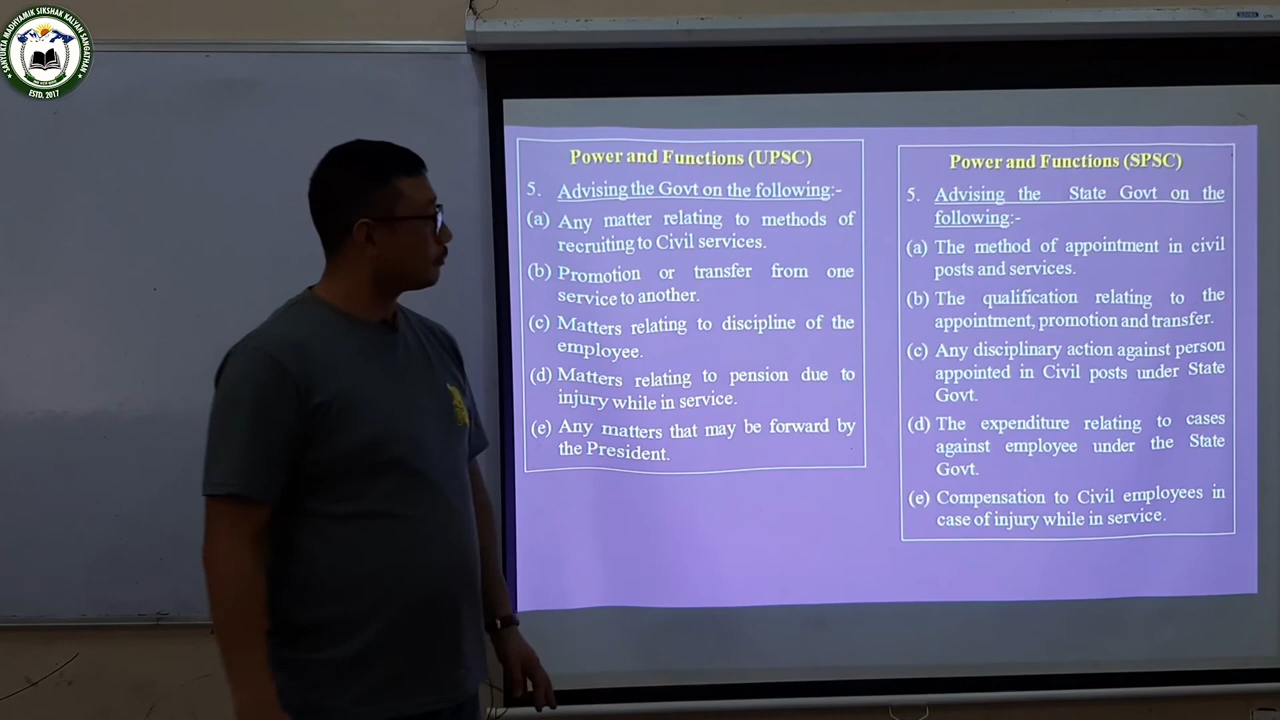 SANYUKTA MADHYAMIK SIKSHAK KALYAN SANGATHAN
ESTD. 2017
Power and Functions (UPSC)
5. Advising the Govt on the following:-
(a) Any matter relating to methods of
recruiting to Civil services.
(b) Promotion or transfer from one
service to another.
(c) Matters relating to discipline of the
employee.
(d) Matters relating to pension due to
injury while in service.
(e) Any matters that may be forward by
the President.
Power and Functions (SPSC)
5. Advising the State Govt on the
following:-
(a) The method of appointment in civil
posts and services.
(b) The qualification relating to the
appointment, promotion and transfer.
(c) Any disciplinary action against person
appointed in Civil posts under State
Govt.
(d) The expenditure relating to cases
against employee under the State
Govt.
(e) Compensation to Civil employees in
case of injury while in service.